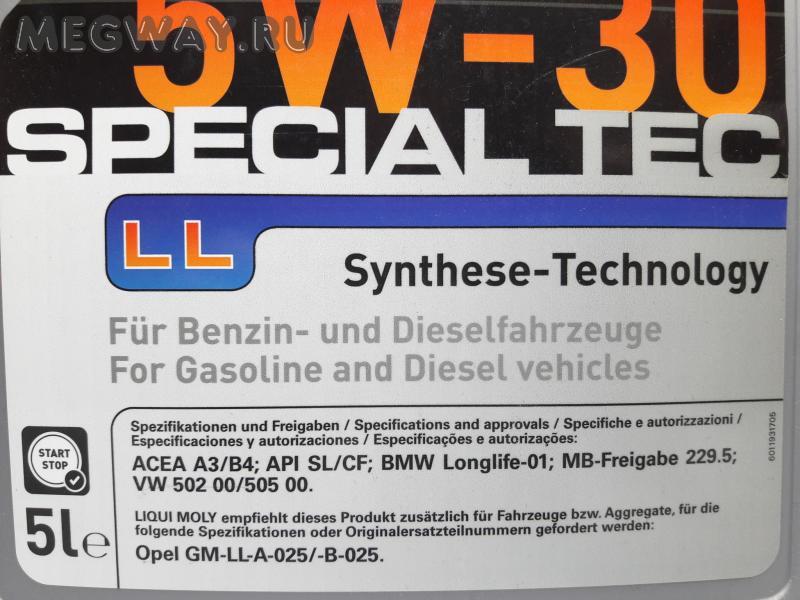 MEGWAY.RU
5W-30
SPECIAL TEC
LL
Synthese-Technology
Für Benzin- und Dieselfahrzeuge
For Gasoline and Diesel vehicles
Spezifikationen und Freigaben / Specifications and approvals / Specifiche e autorizzazioni /
Especificaciones y autorizaciones / Especificações e autorizações:
ACEA A3/B4; API SL/CF; BMW Longlife-01; MB-Freigabe 229.5;
VW 502 00/505 00.
LIQUI MOLY empfiehlt dieses Produkt zusätzlich für Fahrzeuge bzw. Aggregate, für die
folgende Spezifikationen oder Originalersatzteilnummern gefordert werden:
Opel GM-LL-A-025/-B-025.
START
STOP
5l e
6011931705